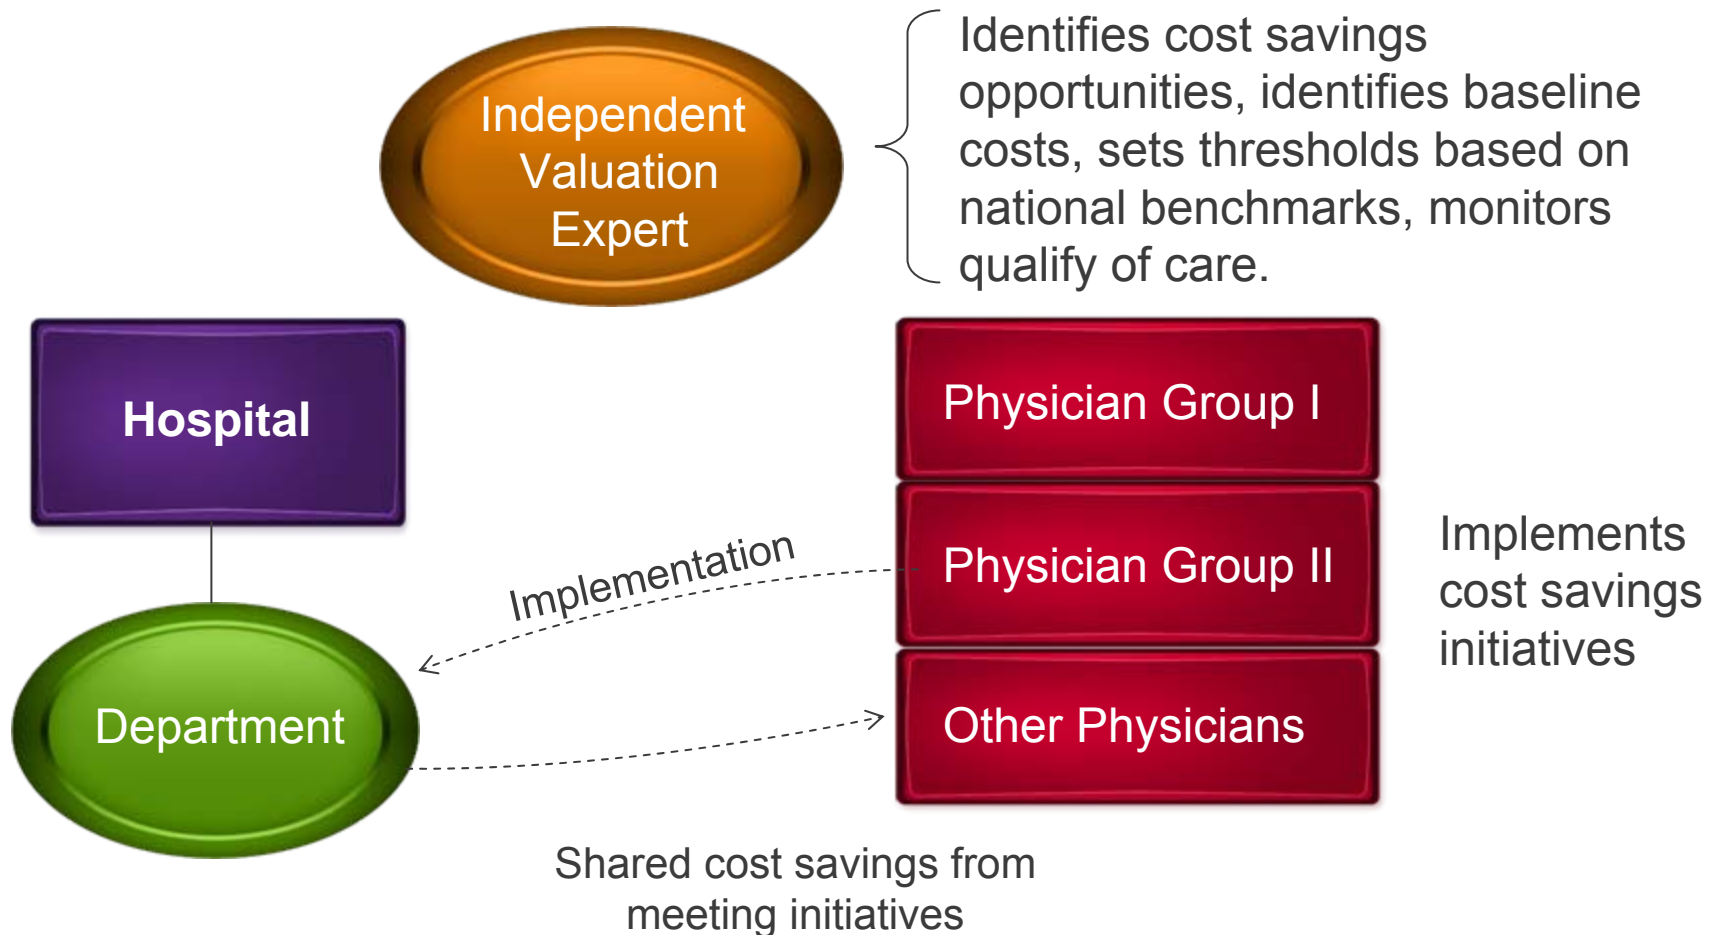 Independent
Valuation
Expert
Identifies cost savings
opportunities, identifies baseline
costs, sets thresholds based on
national benchmarks, monitors
qualify of care.
Hospital
Physician Group I
Implementation
Physician Group II
Implements
cost savings
initiatives
Department
Other Physicians
Shared cost savings from
meeting initiatives